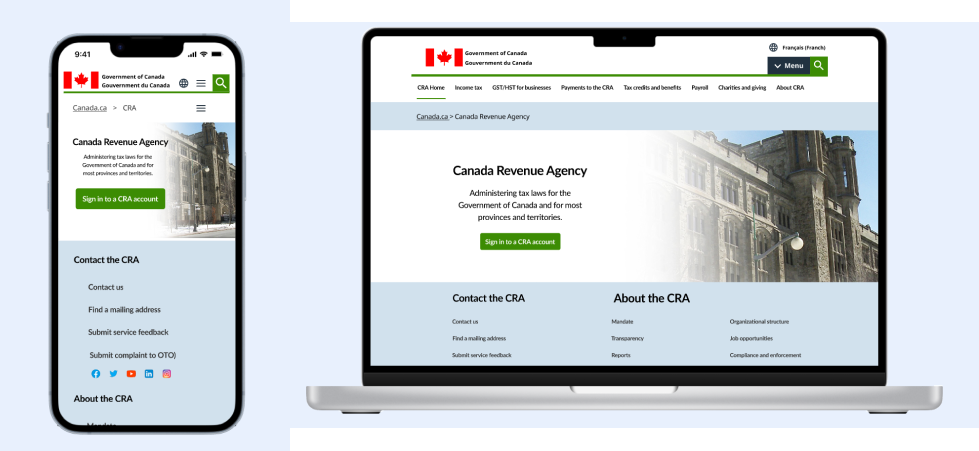 9:41
Government of Canada
Gouvernment du Canada
Canada.ca > CRA
Canada Revenue Agency
Administering tax laws for the
Government of Canada and for
most provinces and territories.
Sign in to a CRA account
Contact the CRA
Contact us
Find a mailing address
Submit service feedback
Submit complaint to OTO)
About the CRA
Mandate
Government of Canada
Gouvernment du Canada
Français (Franch)
Menu
CRA Home Income tax GST/HST for businesses Payments to the CRA Tax credits and benefits Payroll Charities and giving About CRA
Canada.ca > Canada Revenue Agency
Canada Revenue Agency
Administering tax laws for the
Government of Canada and for most
provinces and territories.
Sign in to a CRA account
Contact the CRA
Contact us
Find a mailing address
Submit service feedback
About the CRA
Mandate
Transparency
Reports
Organizational structure
Job opportunities
Compliance and enforcement